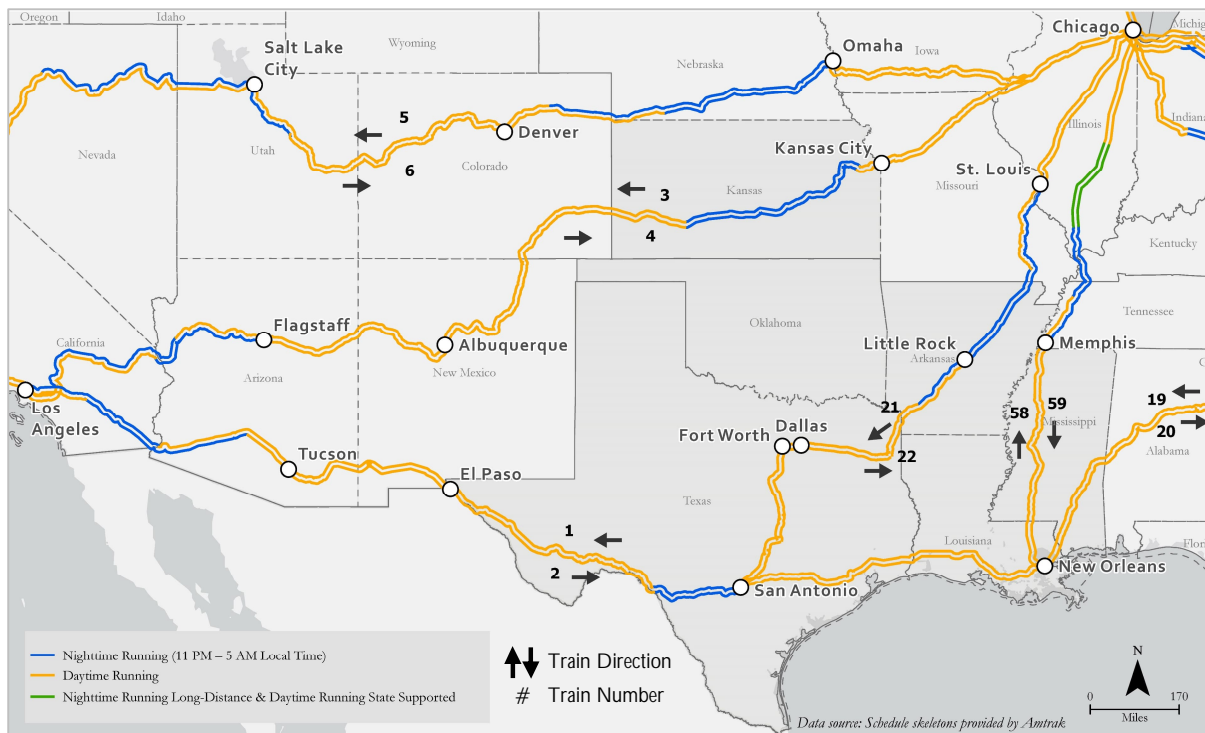 Oregon
Idaho
Wyoming
Nebraska
Iowa
Chicago
Michig
Salt Lake
City
Omaha
Nevada
Utah
5
6
Denver
Colorado
Kansas City
3
Kansas
4
Missouri
St. Louis
Illinois
Indiana
Kentucky
California
Flagstaff
Arizona
Albuquerque
New Mexico
Oklahoma
Little Rock
Arkansas
Memphis
Tennessee
Los
Angeles
Tucson
El Paso
Fort Worth
Dallas
21
22
58
59
Mississippi
19
20
Alabama
Texas
1
2
San Antonio
Louisiana
New Orleans
Flor
Nighttime Running (11 PM – 5 AM Local Time)
Daytime Running
Nighttime Running Long-Distance & Daytime Running State Supported
Train Direction
# Train Number
N
0 170
Miles
Data source: Schedule skeletons provided by Amtrak